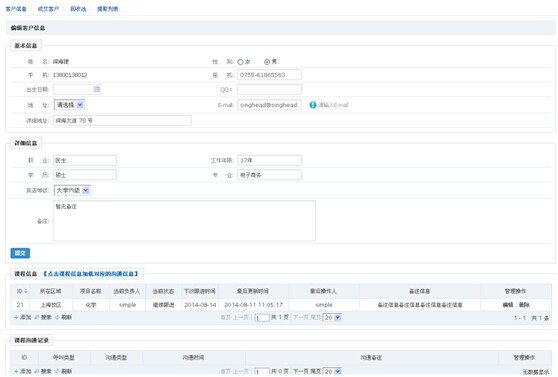 客户信息 成交客户 回收池 提取列表
编辑客户信息
基本信息
姓 名: 滨海捷 性 别: 女 男
手 机: 13800138012 座 机: 0755-61865563
出生日期: QQ:
地 址: 请选择 E-mail: singhead@singhead. 请输入E-mail
详细地址: 滨海大道 78 号
详细信息
职 业: 医生 工作年限: 17年
学 历: 硕士 专 业: 电子商务
英语等级: 大学六级
备注: 暂无备注
提交
课程信息 【点击课程信息加载对应的沟通信息】
ID 所在区域 项目名称 当前负责人 当前状态 下次跟进时间 最后更新时间 最后操作人 备注信息 管理操作
21 上海校区 化学 simple 继续跟进 2014-08-14 2014-08-11 11:05:17 simple 备注信息备注信息备注信息备注信息 编辑 删除
添加 搜索 刷新 首页 上一页 1 共 1 页 下一页 尾页 20 1 - 1 共 1 条
课程沟通记录
ID 呼叫类型 沟通类型 沟通时间 沟通备注 管理操作
添加 搜索 刷新 首页 上一页 1 共 0 页 下一页 尾页 20 无数据显示